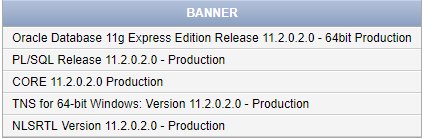 BANNER
Oracle Database 11g Express Edition Release 11.2.0.2.0 - 64bit Production
PL/SQL Release 11.2.0.2.0 - Production
CORE 11.2.0.2.0 Production
TNS for 64-bit Windows: Version 11.2.0.2.0 - Production
NLSRTL Version 11.2.0.2.0 - Production